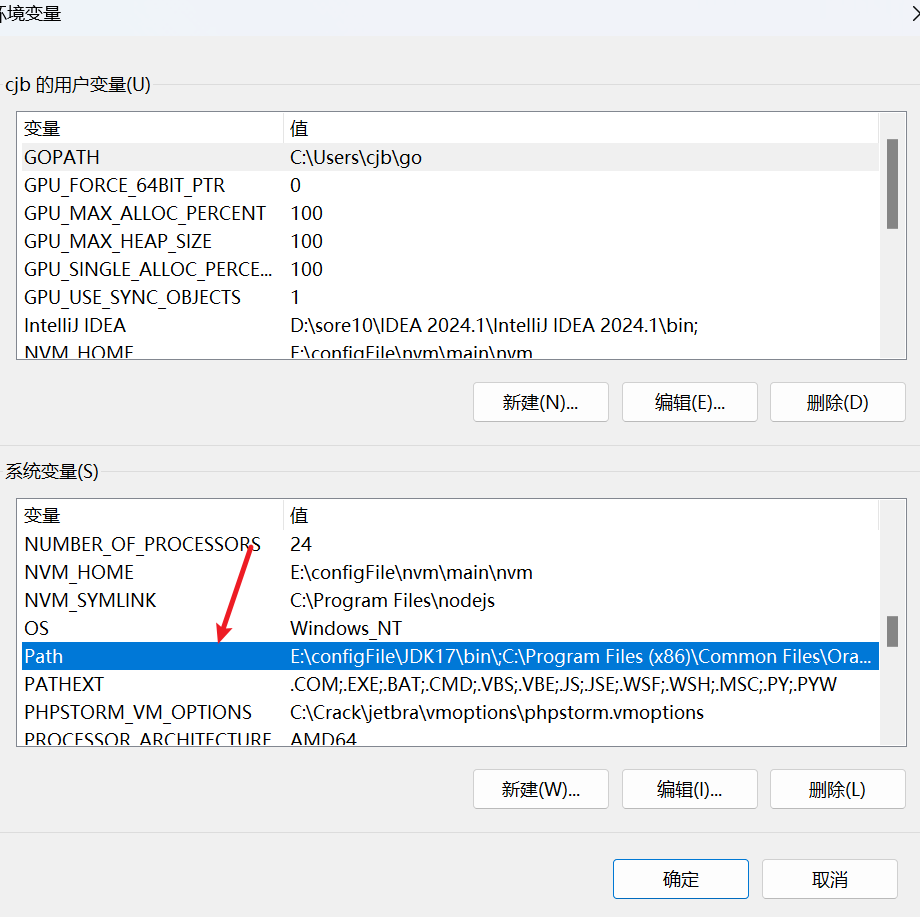 环境变量
cjb 的用户变量(U)
变量 值
GOPATH C:\Users\cjb\go
GPU_FORCE_64BIT_PTR 0
GPU_MAX_ALLOC_PERCENT 100
GPU_MAX_HEAP_SIZE 100
GPU_SINGLE_ALLOC_PERCE... 100
GPU_USE_SYNC_OBJECTS 1
IntelliJ IDEA D:\sore10\IDEA 2024.1\IntelliJ IDEA 2024.1\bin;
NVM_HOME E:\configFile\nvm\main\nvm
新建(N)... 编辑(E)... 删除(D)
系统变量(S)
变量 值
NUMBER_OF_PROCESSORS 24
NVM_HOME E:\configFile\nvm\main\nvm
NVM_SYMLINK C:\Program Files\nodejs
OS Windows_NT
Path E:\configFile\JDK17\bin\;C:\Program Files (x86)\Common Files\Ora...
PATHEXT .COM;.EXE;.BAT;.CMD;.VBS;.VBE;.JS;.JSE;.WSF;.WSH;.MSC;.PY;.PYW
PHPSTORM_VM_OPTIONS C:\Crack\jetbra\vmoptions\phpstorm.vmoptions
PROCESSOR_ARCHITECTURE AMD64
新建(W)... 编辑(I)... 删除(L)
确定 取消